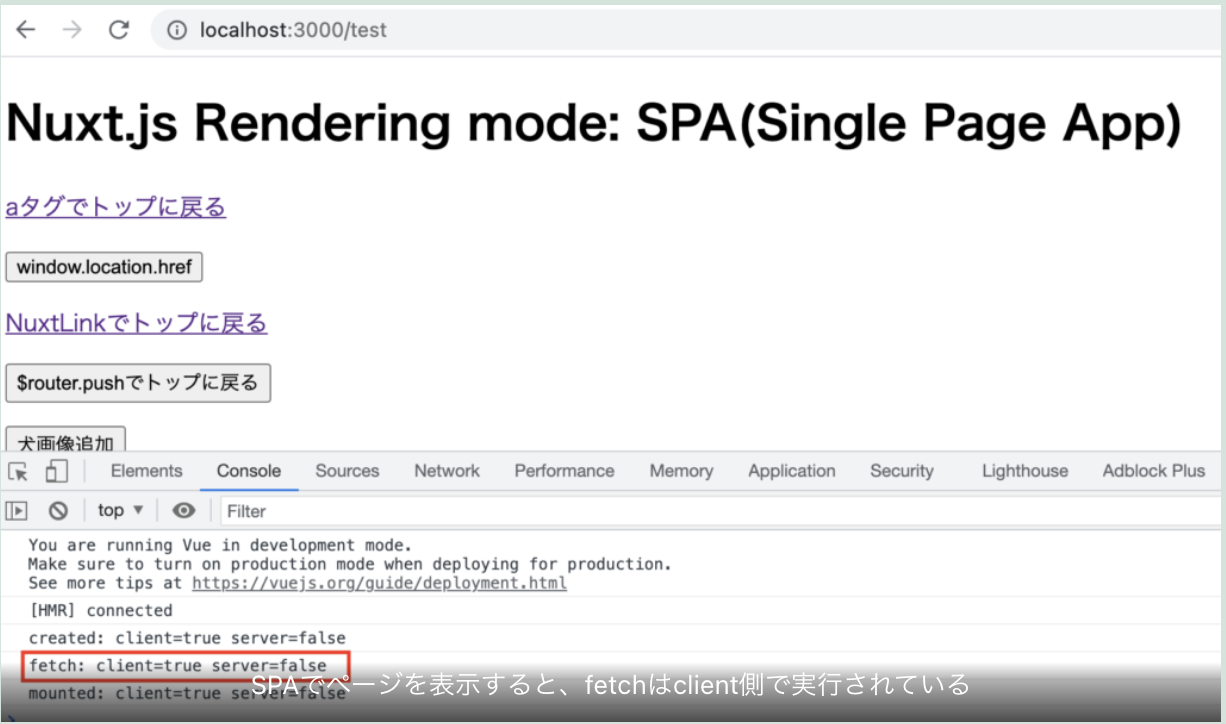 localhost:3000/test
Nuxt.js Rendering mode: SPA(Single Page App)
aタグでトップに戻る
window.location.href
NuxtLinkでトップに戻る
$router.pushでトップに戻る
犬画像追加
Elements Console Sources Network Performance Memory Application Security Lighthouse Adblock Plus
top ▼ Filter
You are running Vue in development mode.
Make sure to turn on production mode when deploying for production.
See more tips at https://vuejs.org/guide/deployment.html
[HMR] connected
created: client=true server=false
fetch: client=true server=false
SPAでページを表示すると、fetchはclient側で実行されている
mounted: client=true server=false